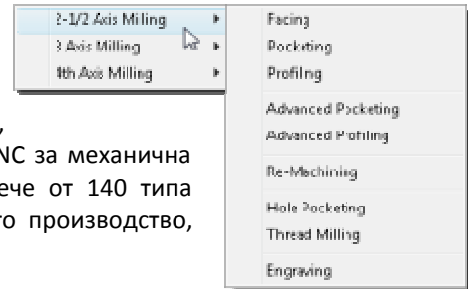 2-1/2 Axis Milling
3 Axis Milling
4th Axis Milling
Facing
Pocketing
Profiling
Advanced Pocketing
Advanced Profiling
Re-Machining
Hole Pocketing
Thread Milling
Engraving
,
NC за механична
ече от 140 типа
го производство,